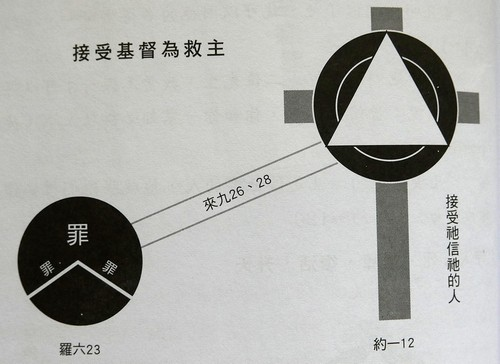 接受基督為救主
來九26、28
罪
罪
罪
羅六23
接受祂信祂的人
約一12